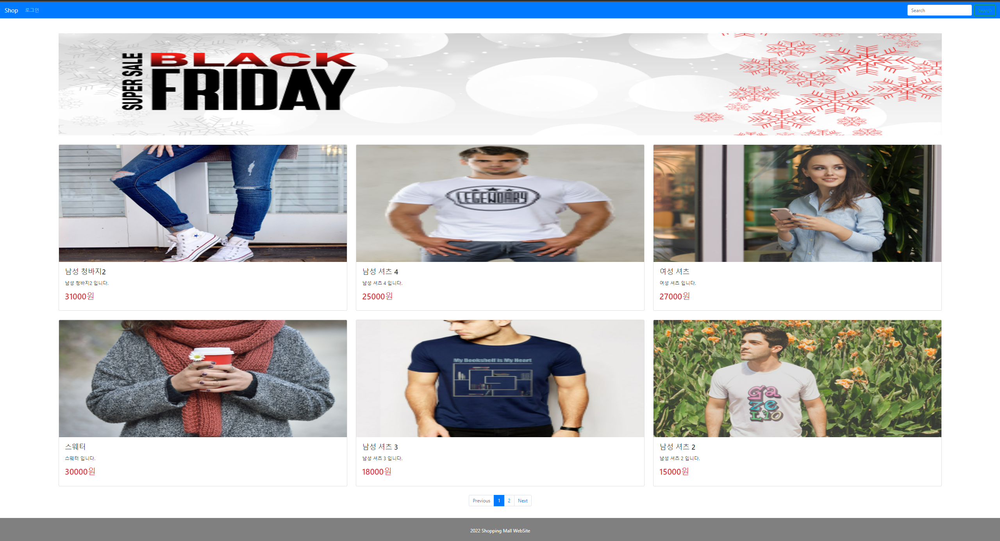 Shop 로그인 Search Search
SUPER SALE
BLACK
FRIDAY
LEGENDARY
남성 청바지2
남성 청바지2 입니다.
31000원
남성 셔츠 4
남성 셔츠 4 입니다.
25000원
여성 셔츠
여성 셔츠 입니다.
27000원
My Bookshelf is My Heart
Ga
ze
L'io
스웨터
스웨터 입니다.
30000원
남성 셔츠 3
남성 셔츠 3 입니다.
18000원
남성 셔츠 2
남성 셔츠 2 입니다.
15000원
Previous 1 2 Next
2022 Shopping Mall WebSite